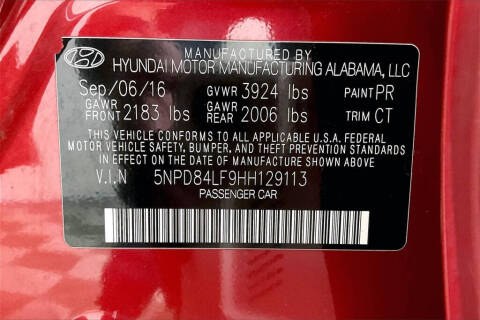 MANUFACTURED BY
HYUNDAI MOTOR MANUFACTURING ALABAMA, LLC
Sep/06/16 GVWR 3924 lbs PAINT PR
GAWR FRONT 2183 lbs GAWR REAR 2006 lbs TRIM CT
THIS VEHICLE CONFORMS TO ALL APPLICABLE U.S.A. FEDERAL
MOTOR VEHICLE SAFETY, BUMPER, AND THEFT PREVENTION STANDARDS
IN EFFECT ON THE DATE OF MANUFACTURE SHOWN ABOVE.
V.I.N 5NPD84LF9HH129113
PASSENGER CAR